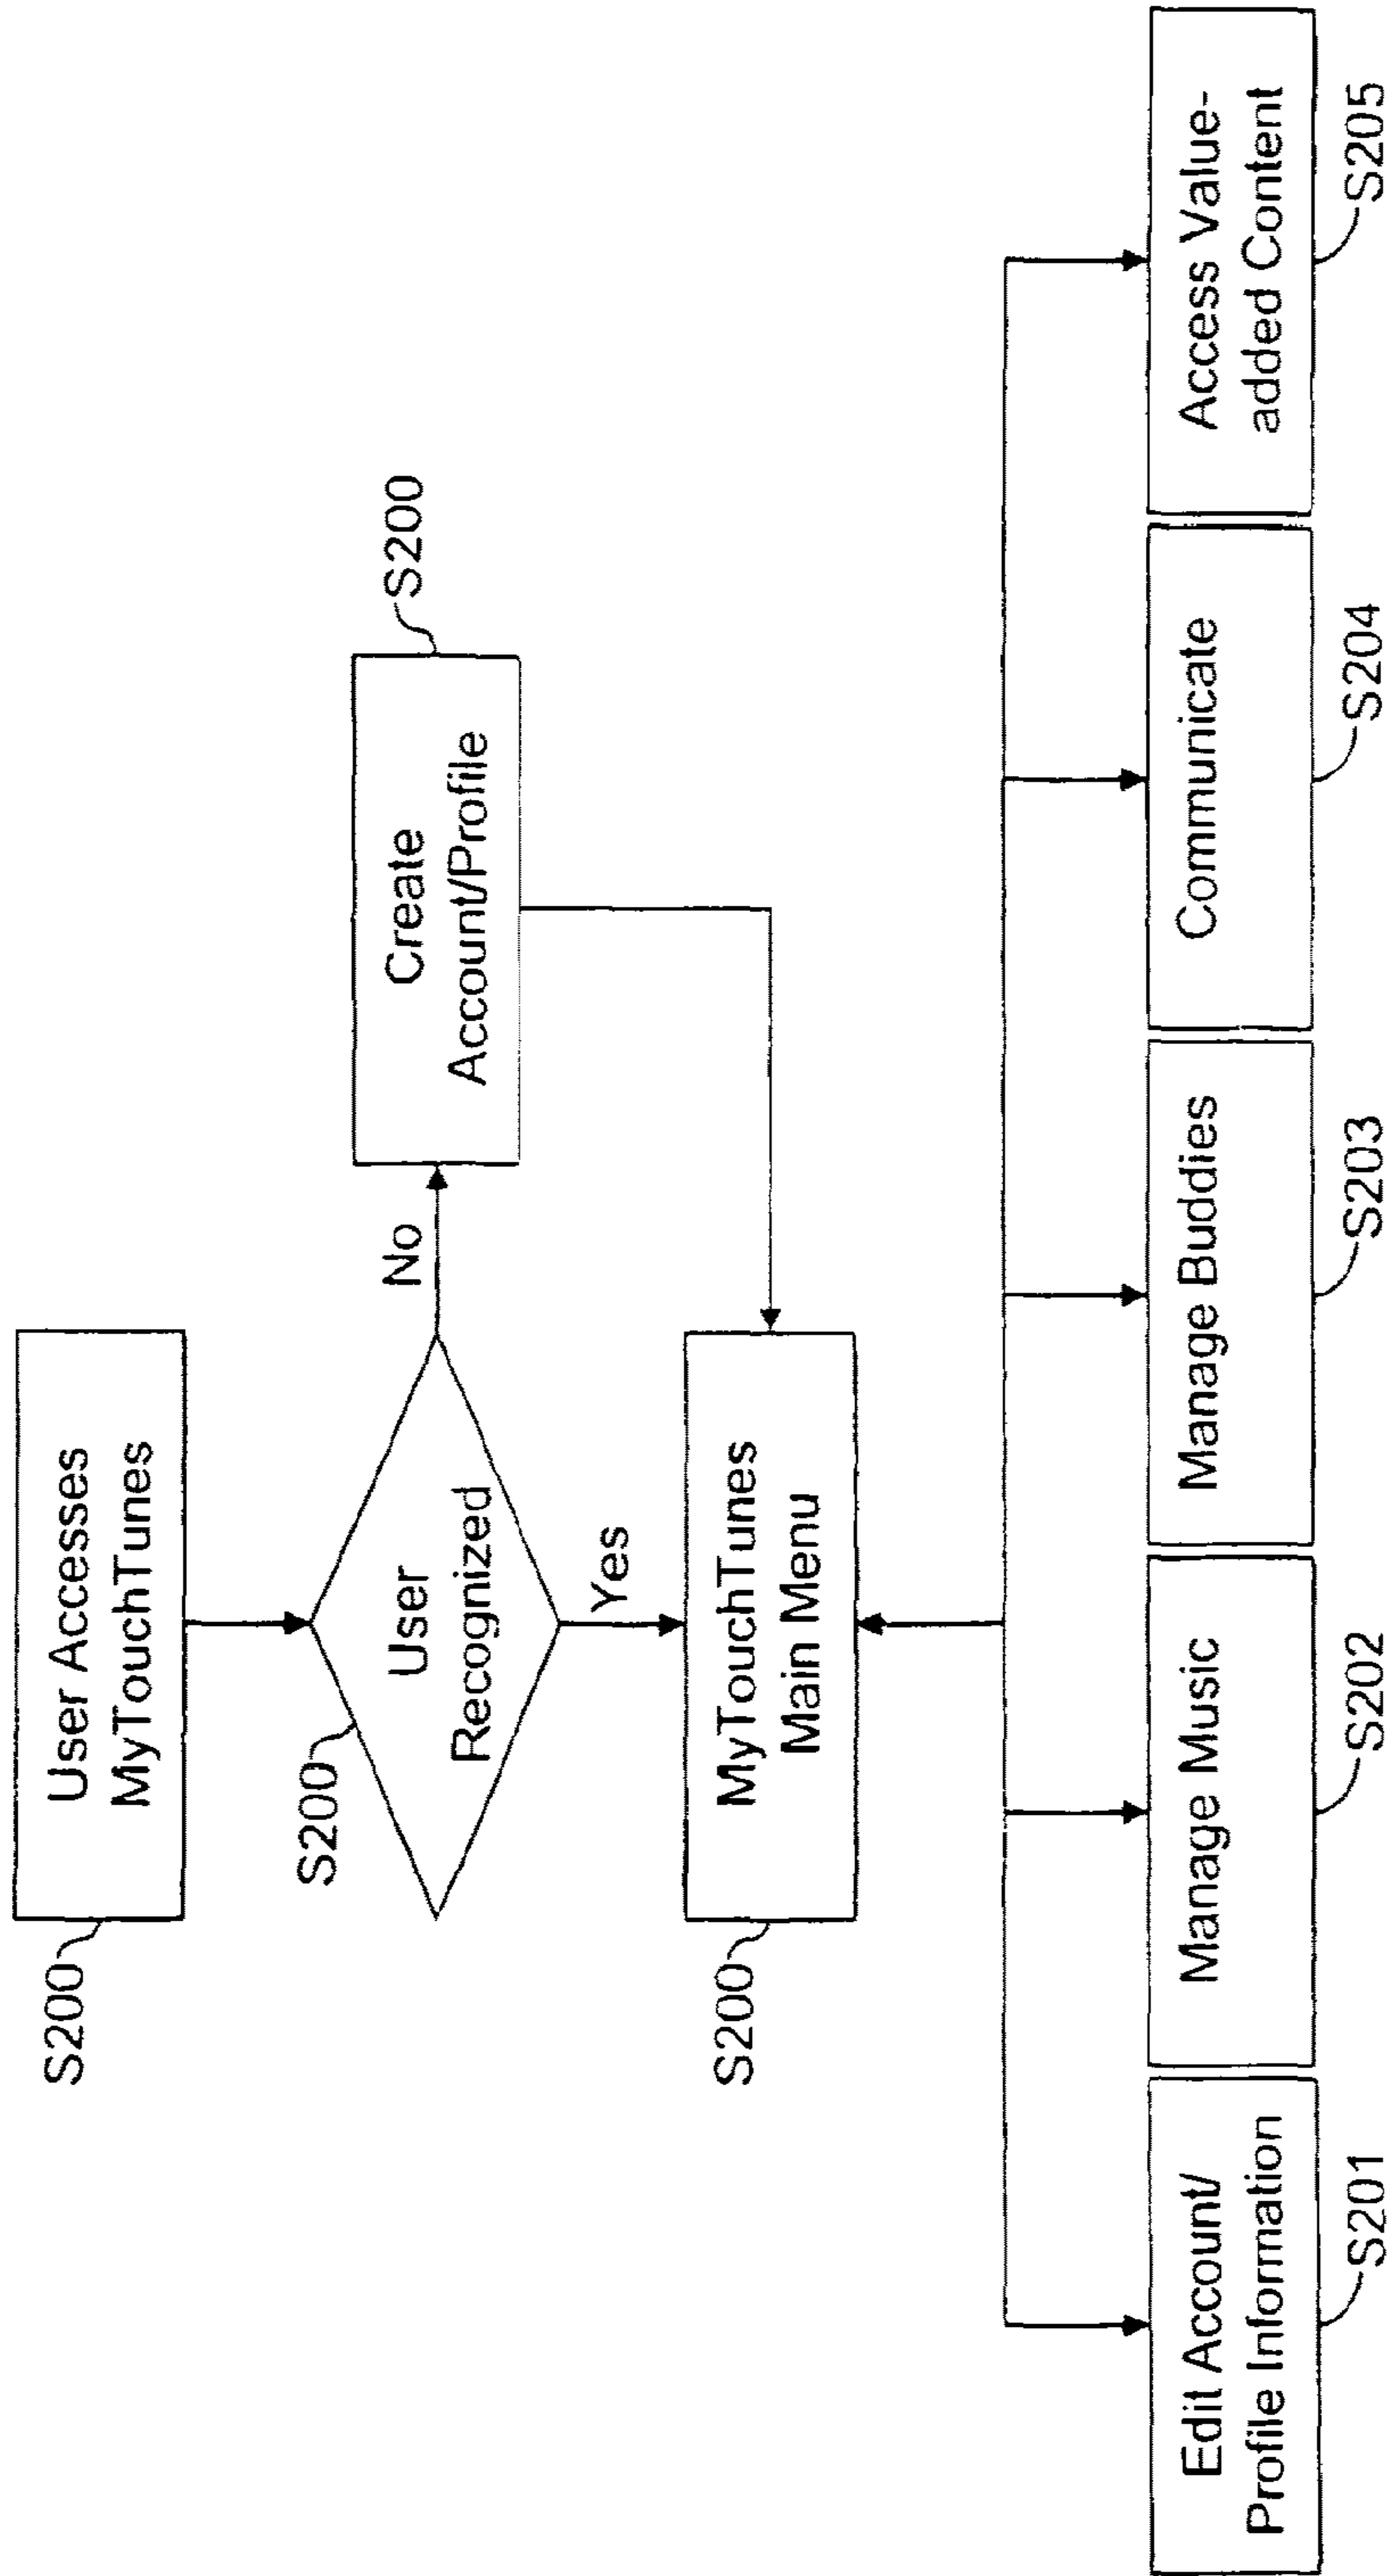 User Accesses
MyTouchTunes
S200
S200
User
Recognized
No
Create
Account/Profile
S200
Yes
S200
MyTouchTunes
Main Menu
Edit Account/
Profile Information
S201
Manage Music
S202
Manage Buddies
S203
Communicate
S204
Access Value-
added Content
S205